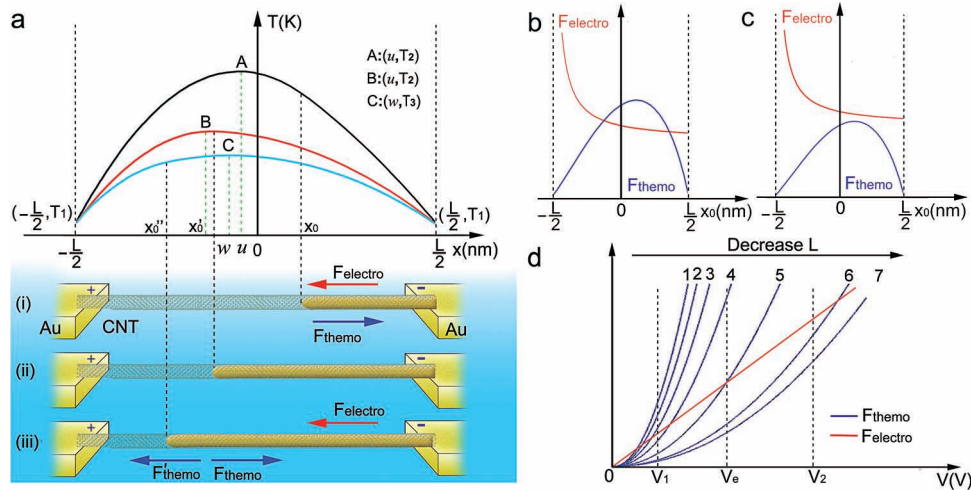 a
T(K)
A
B
C
A:(u,T2)
B:(u,T2)
C:(w,T3)
(-L/2,T1)
(L/2,T1)
-L/2
x0''
x0'
w
u
0
x0
L/2
x(nm)
(i)
+
-
Au
CNT
Au
Felectro
Fthemo
(ii)
+
-
(iii)
+
-
Felectro
F'themo
Fthemo
b
Felectro
Fthemo
-L/2
0
L/2
x0(nm)
c
Felectro
Fthemo
-L/2
0
L/2
x0(nm)
d
Decrease L
1 2 3 4 5 6 7
Fthemo
Felectro
0
V1
Ve
V2
V(V)